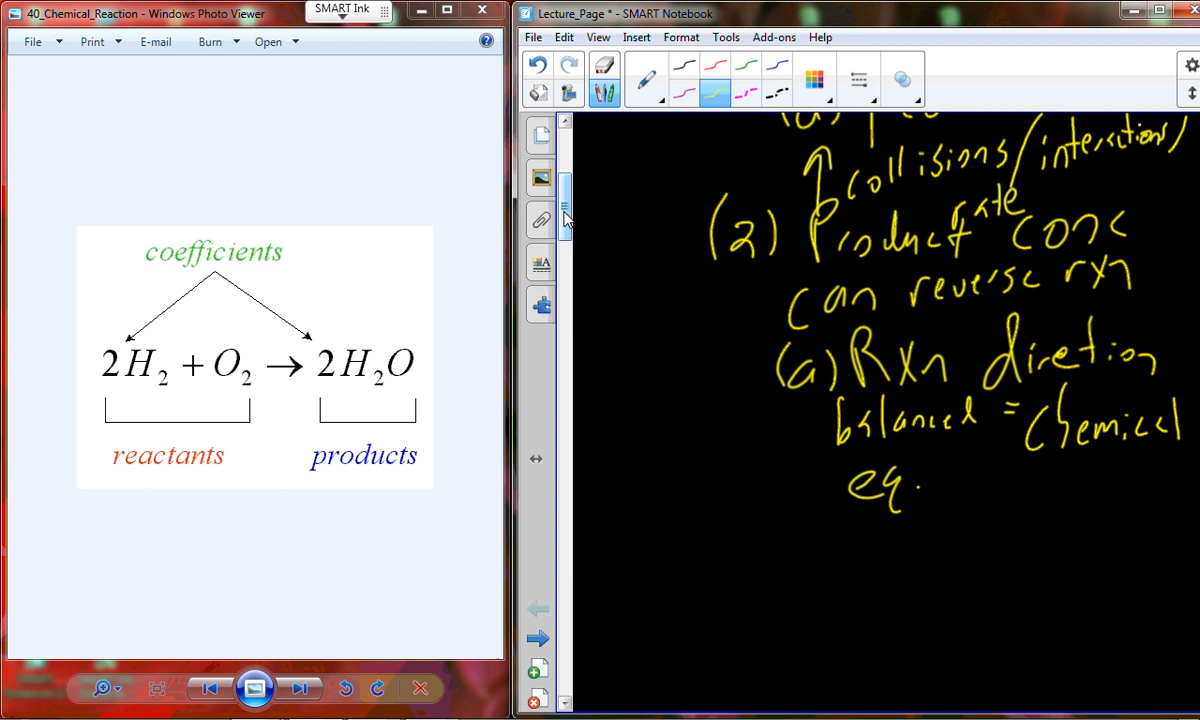 40_Chemical_Reaction - Windows Photo Viewer
SMART Ink
File Print E-mail Burn Open
coefficients
2H₂ + O₂ → 2H₂O
reactants products
Lecture_Page * - SMART Notebook
File Edit View Insert Format Tools Add-ons Help
↑ collisions/interactions/
rate
(2) Product conc
can reverse rxn
(a) Rxn diretion
balanced = Chemical
eq.